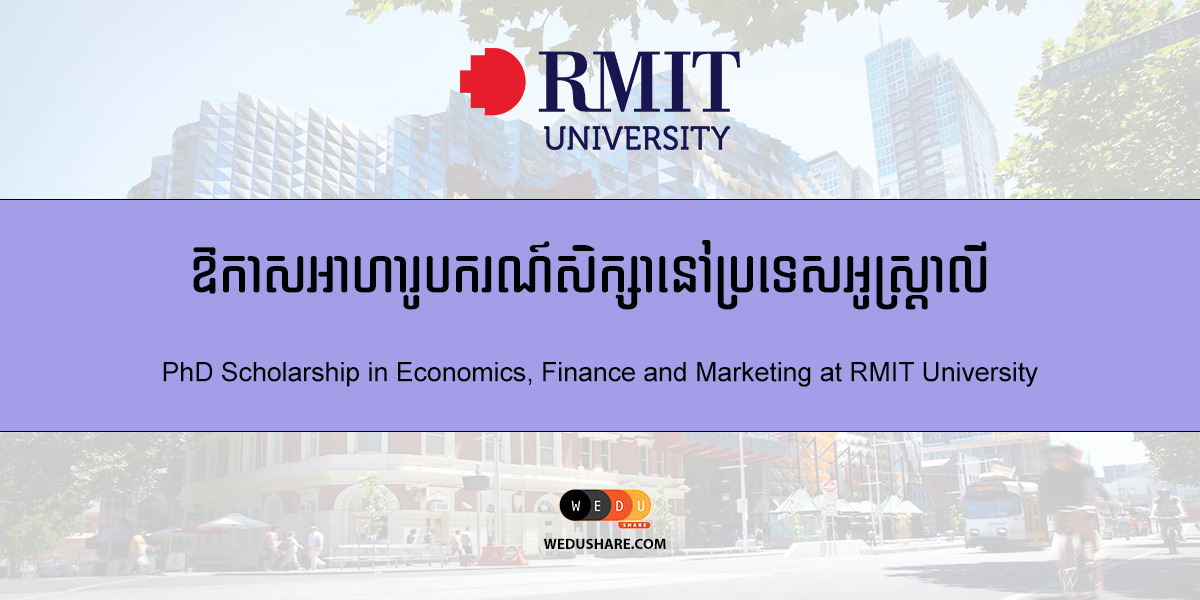 RMIT
UNIVERSITY
ឱកាសអាហារូបករណ៍សិក្សានៅប្រទេសអូស្ត្រាលី
PhD Scholarship in Economics, Finance and Marketing at RMIT University
WEDU
SHARE
WEDUSHARE.COM